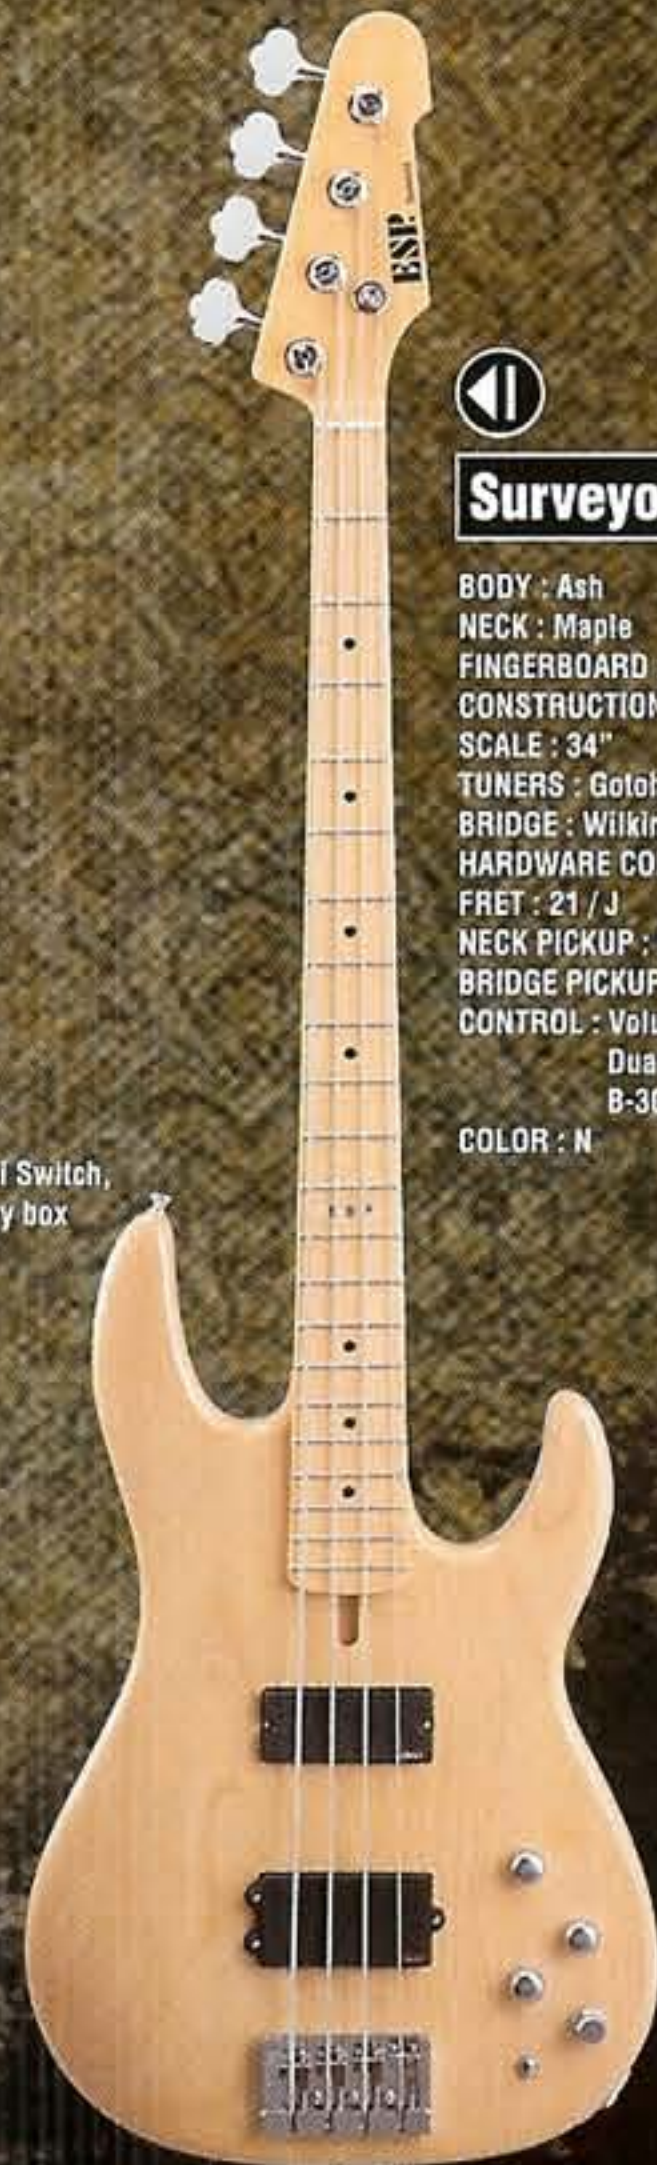 ESP
Surveyo
BODY : Ash
NECK : Maple
FINGERBOARD
CONSTRUCTION
SCALE : 34”
TUNERS : Gotoh
BRIDGE : Wilkin
HARDWARE CO
FRET : 21 / J
NECK PICKUP :
BRIDGE PICKUP
CONTROL : Volu
Dua
B-30
COLOR : N
i Switch,
y box
ESP